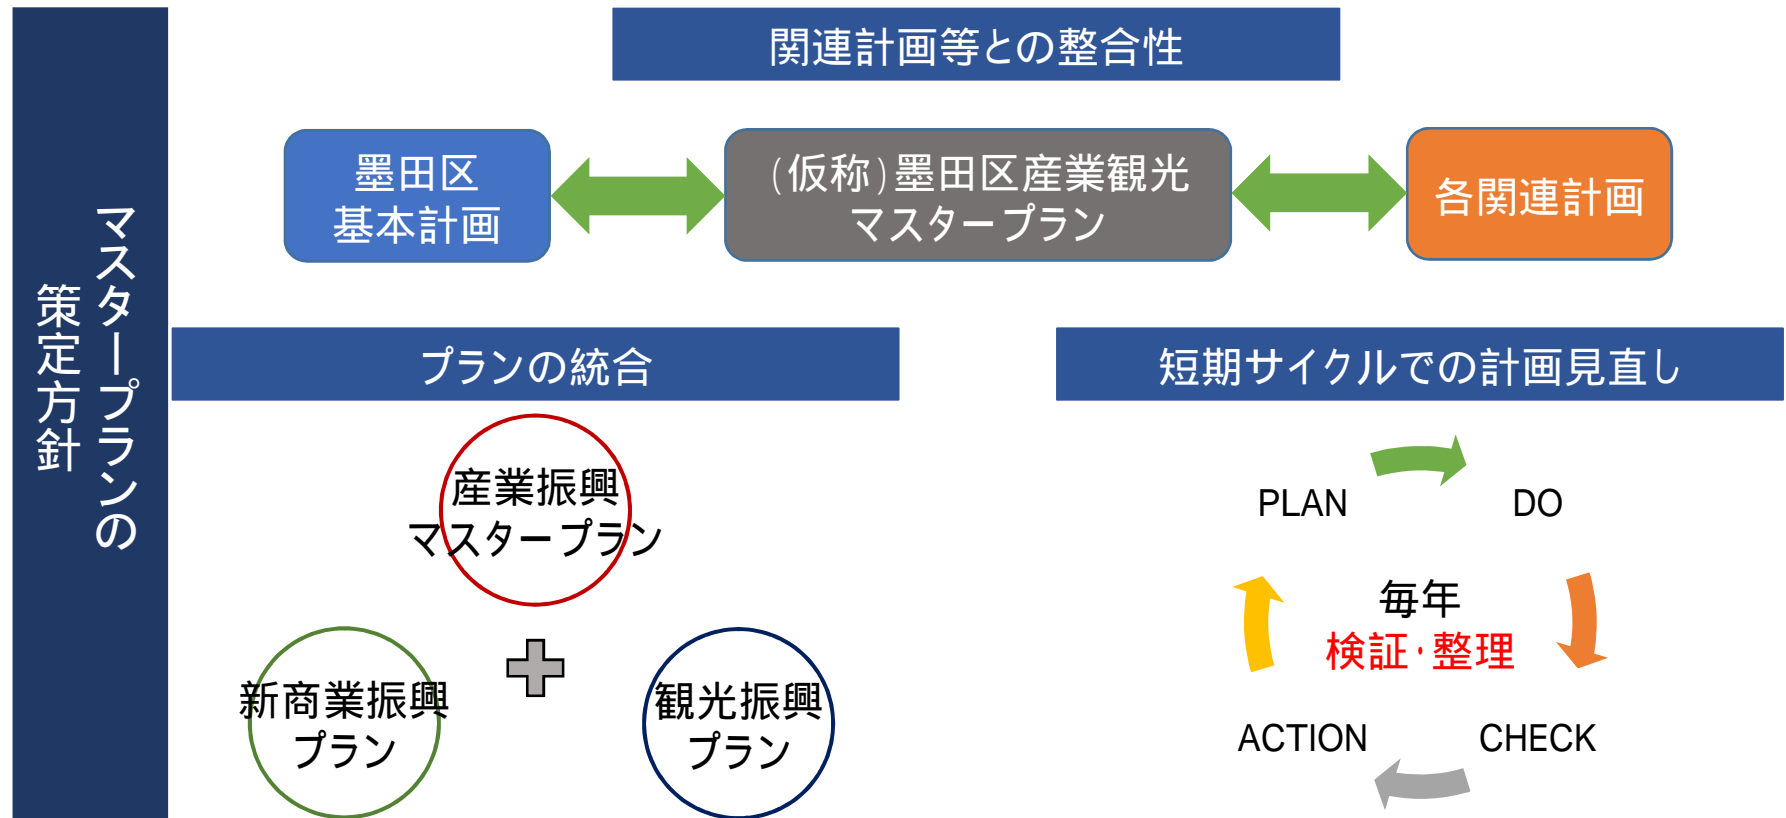 マスタープランの
策定方針
関連計画等との整合性
墨田区
基本計画
(仮称)墨田区産業観光
マスタープラン
各関連計画
プランの統合
産業振興
マスタープラン
新商業振興
プラン
観光振興
プラン
短期サイクルでの計画見直し
PLAN
DO
毎年
検証・整理
ACTION
CHECK